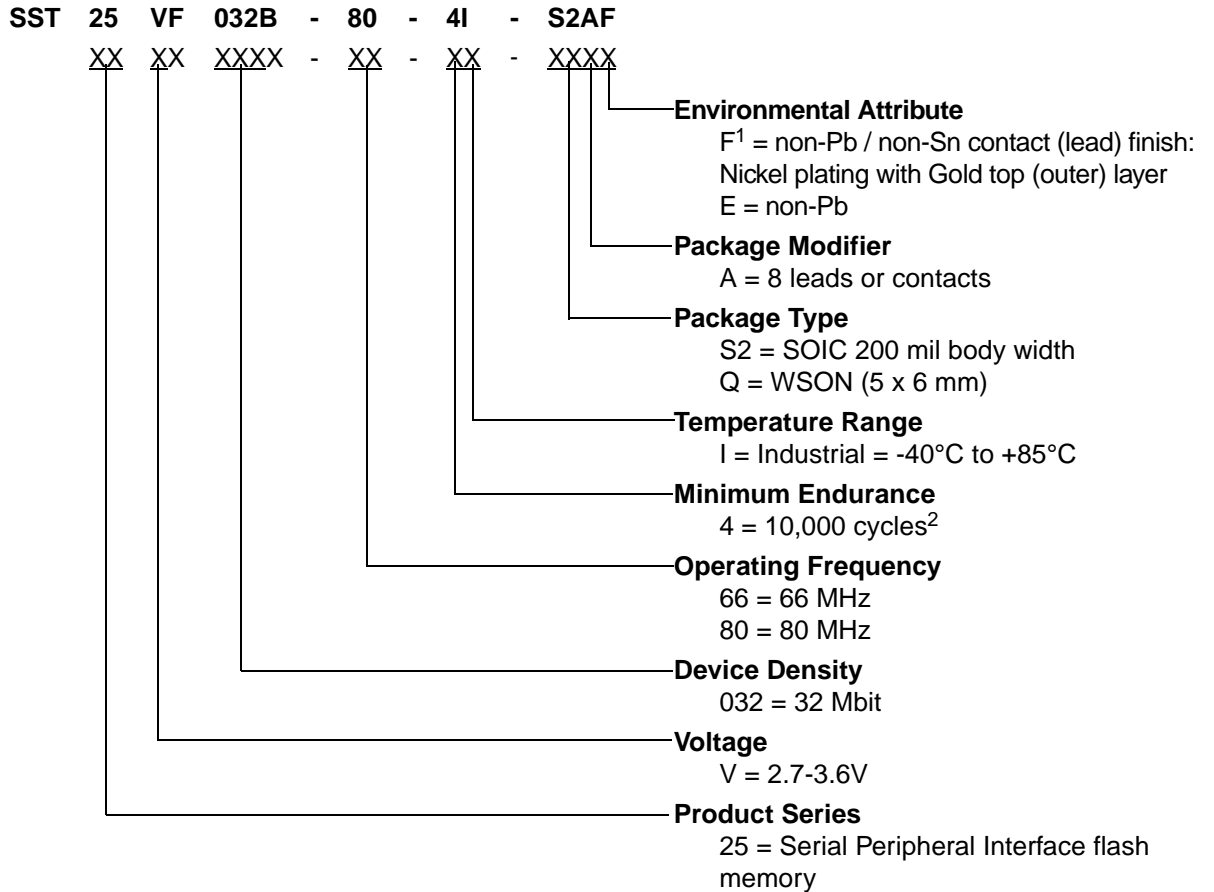 SST 25 VF 032B - 80 - 4I - S2AF
XX XX XXXX - XX - XX - XXXX
Environmental Attribute
F1 = non-Pb / non-Sn contact (lead) finish:
Nickel plating with Gold top (outer) layer
E = non-Pb
Package Modifier
A = 8 leads or contacts
Package Type
S2 = SOIC 200 mil body width
Q = WSON (5 x 6 mm)
Temperature Range
I = Industrial = -40°C to +85°C
Minimum Endurance
4 = 10,000 cycles2
Operating Frequency
66 = 66 MHz
80 = 80 MHz
Device Density
032 = 32 Mbit
Voltage
V = 2.7-3.6V
Product Series
25 = Serial Peripheral Interface flash
memory